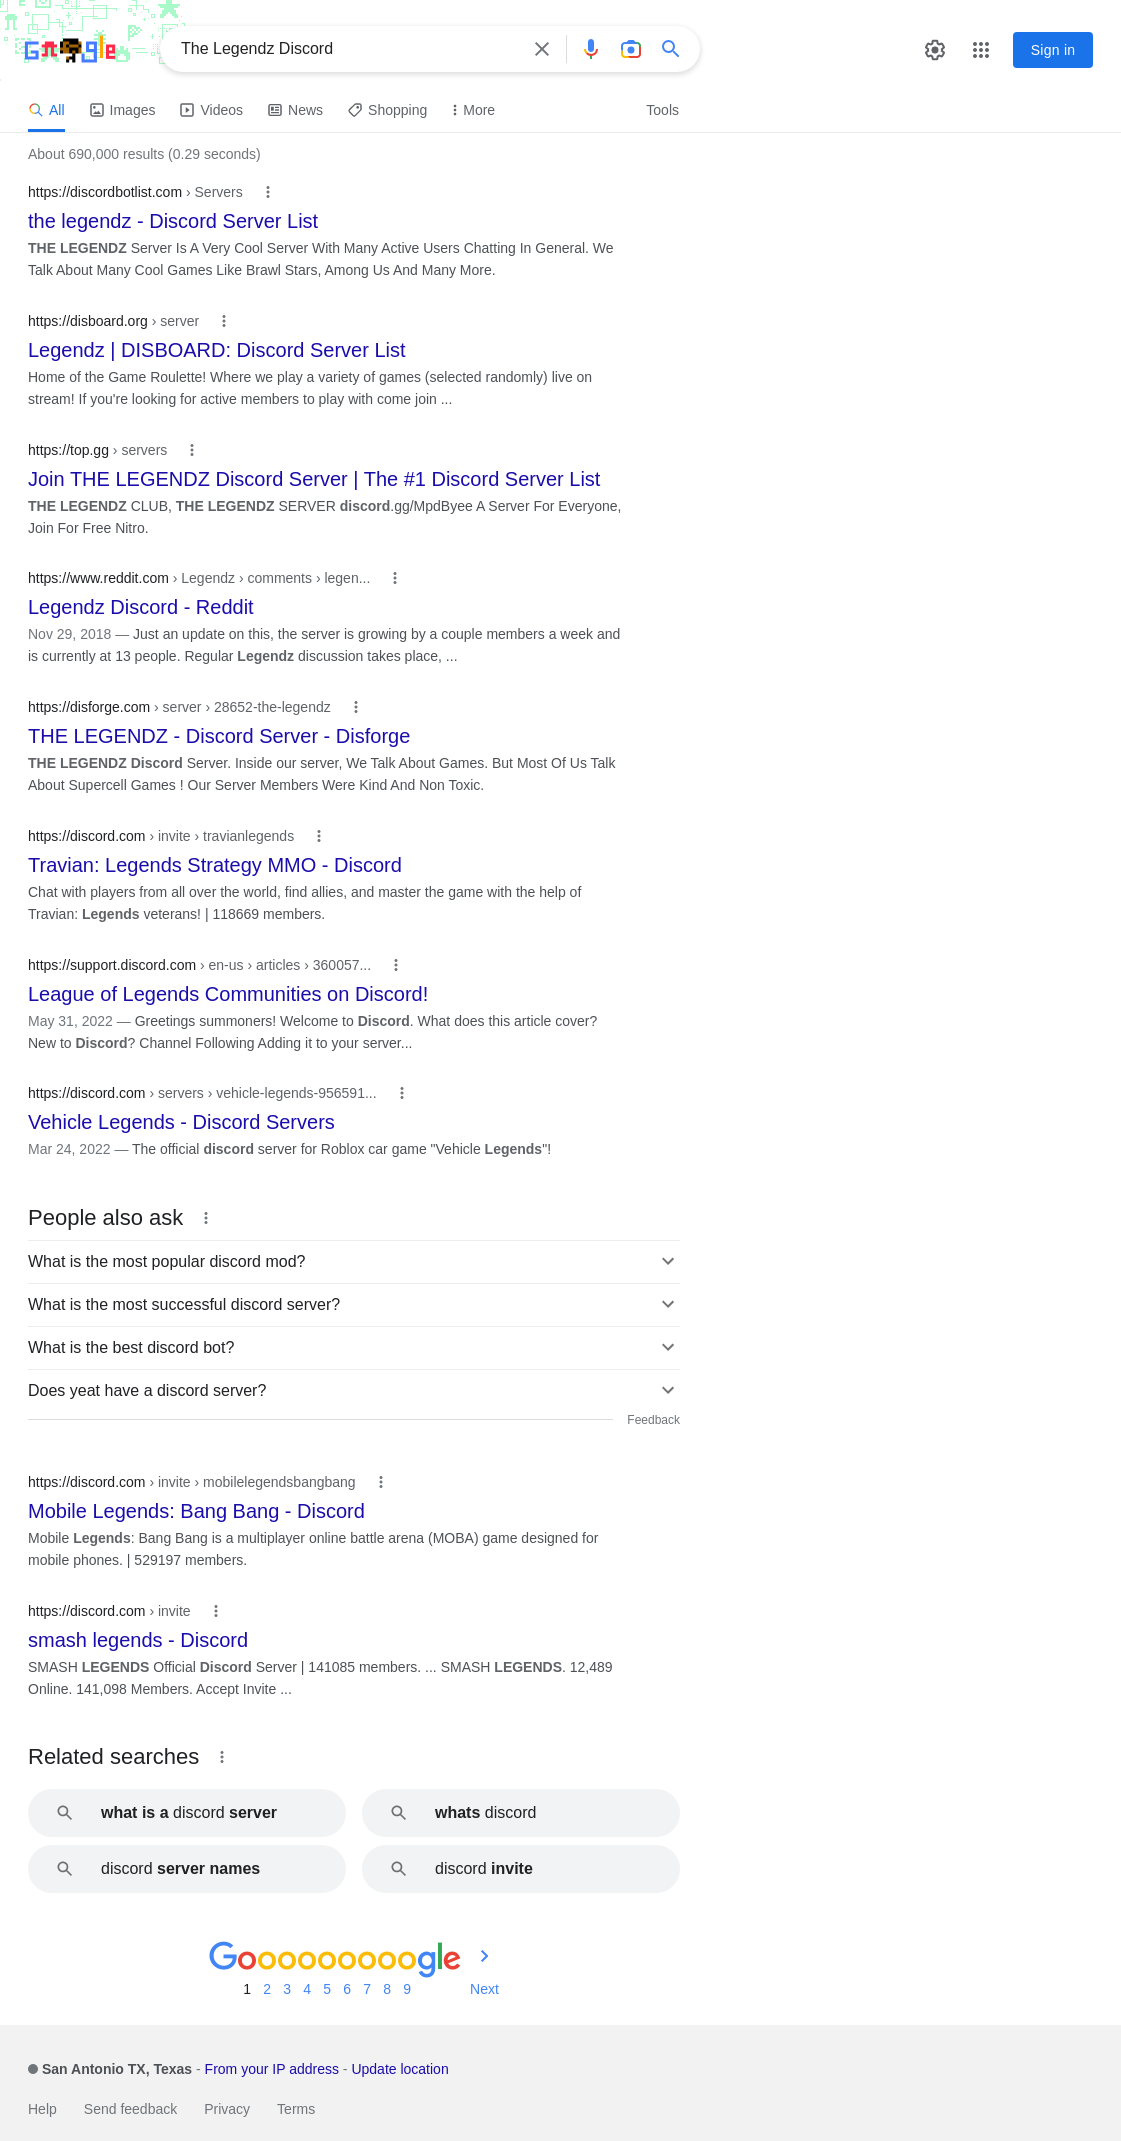 The Legendz Discord
Sign in
All Images Videos News Shopping More Tools
About 690,000 results (0.29 seconds)
https://discordbotlist.com › Servers
the legendz - Discord Server List
THE LEGENDZ Server Is A Very Cool Server With Many Active Users Chatting In General. We
Talk About Many Cool Games Like Brawl Stars, Among Us And Many More.
https://disboard.org › server
Legendz | DISBOARD: Discord Server List
Home of the Game Roulette! Where we play a variety of games (selected randomly) live on
stream! If you're looking for active members to play with come join ...
https://top.gg › servers
Join THE LEGENDZ Discord Server | The #1 Discord Server List
THE LEGENDZ CLUB, THE LEGENDZ SERVER discord.gg/MpdByee A Server For Everyone,
Join For Free Nitro.
https://www.reddit.com › Legendz › comments › legen...
Legendz Discord - Reddit
Nov 29, 2018 — Just an update on this, the server is growing by a couple members a week and
is currently at 13 people. Regular Legendz discussion takes place, ...
https://disforge.com › server › 28652-the-legendz
THE LEGENDZ - Discord Server - Disforge
THE LEGENDZ Discord Server. Inside our server, We Talk About Games. But Most Of Us Talk
About Supercell Games ! Our Server Members Were Kind And Non Toxic.
https://discord.com › invite › travianlegends
Travian: Legends Strategy MMO - Discord
Chat with players from all over the world, find allies, and master the game with the help of
Travian: Legends veterans! | 118669 members.
https://support.discord.com › en-us › articles › 360057...
League of Legends Communities on Discord!
May 31, 2022 — Greetings summoners! Welcome to Discord. What does this article cover?
New to Discord? Channel Following Adding it to your server...
https://discord.com › servers › vehicle-legends-956591...
Vehicle Legends - Discord Servers
Mar 24, 2022 — The official discord server for Roblox car game "Vehicle Legends"!
People also ask
What is the most popular discord mod?
What is the most successful discord server?
What is the best discord bot?
Does yeat have a discord server?
Feedback
https://discord.com › invite › mobilelegendsbangbang
Mobile Legends: Bang Bang - Discord
Mobile Legends: Bang Bang is a multiplayer online battle arena (MOBA) game designed for
mobile phones. | 529197 members.
https://discord.com › invite
smash legends - Discord
SMASH LEGENDS Official Discord Server | 141085 members. ... SMASH LEGENDS. 12,489
Online. 141,098 Members. Accept Invite ...
Related searches
what is a discord server
whats discord
discord server names
discord invite
Goooooooooogle
1 2 3 4 5 6 7 8 9 Next
San Antonio TX, Texas - From your IP address - Update location
Help Send feedback Privacy Terms